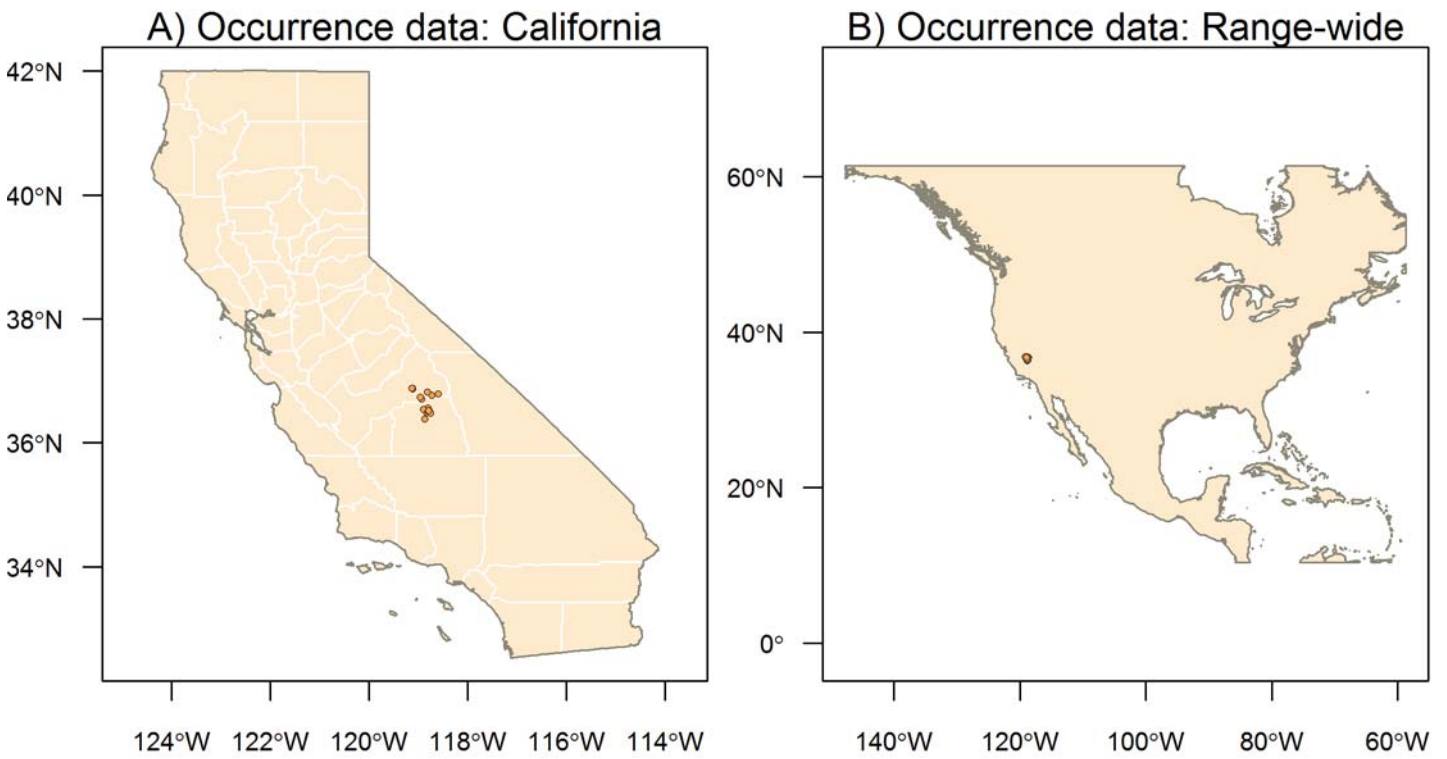 A) Occurrence data: California
42°N
40°N
38°N
36°N
34°N
124°W 122°W 120°W 118°W 116°W 114°W
B) Occurrence data: Range-wide
60°N
40°N
20°N
0°
140°W 120°W 100°W 80°W 60°W